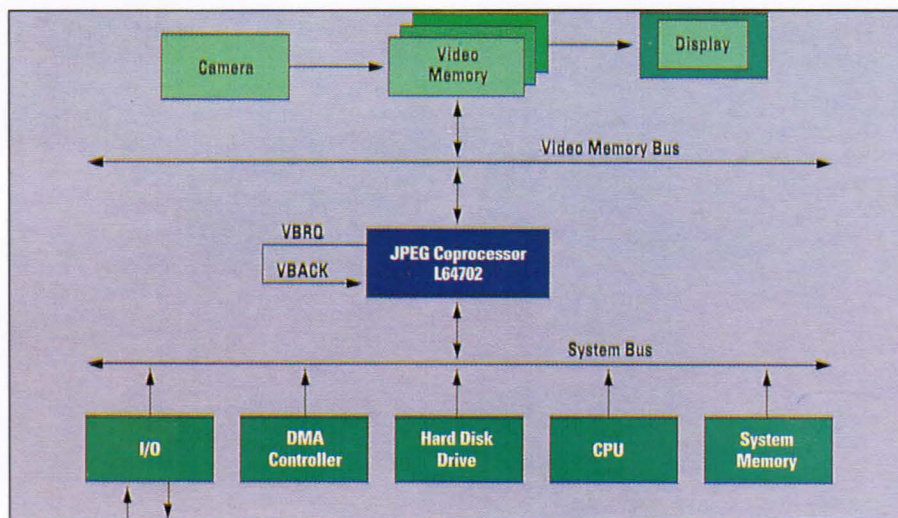 Camera
Video
Memory
Display
Video Memory Bus
VBRQ
VBACK
JPEG Coprocessor
L64702
System Bus
I/O
DMA
Controller
Hard Disk
Drive
CPU
System
Memory